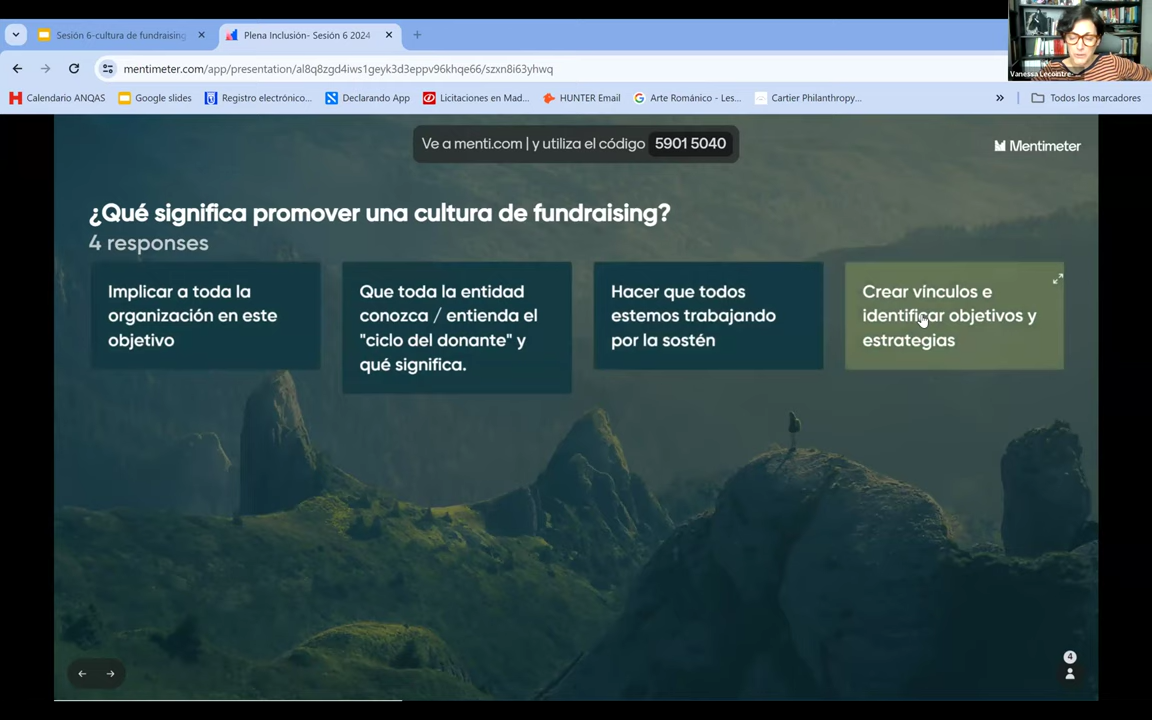 Sesión 6-cultura de fundraising
Plena Inclusión- Sesión 6 2024
mentimeter.com/app/presentation/al8q8zgd4iws1geyk3d3eppv96khqe66/szxn8i63yhwq
Vanessa Lecointre
Calendario ANQAS
Google slides
Registro electrónico...
Declarando App
Licitaciones en Mad...
HUNTER Email
Arte Románico - Les...
Cartier Philanthropy...
Todos los marcadores
Ve a menti.com | y utiliza el código 5901 5040
Mentimeter
¿Qué significa promover una cultura de fundraising?
4 responses
Implicar a toda la
organización en este
objetivo
Que toda la entidad
conozca / entienda el
"ciclo del donante" y
qué significa.
Hacer que todos
estemos trabajando
por la sostén
Crear vínculos e
identificar objetivos y
estrategias
4